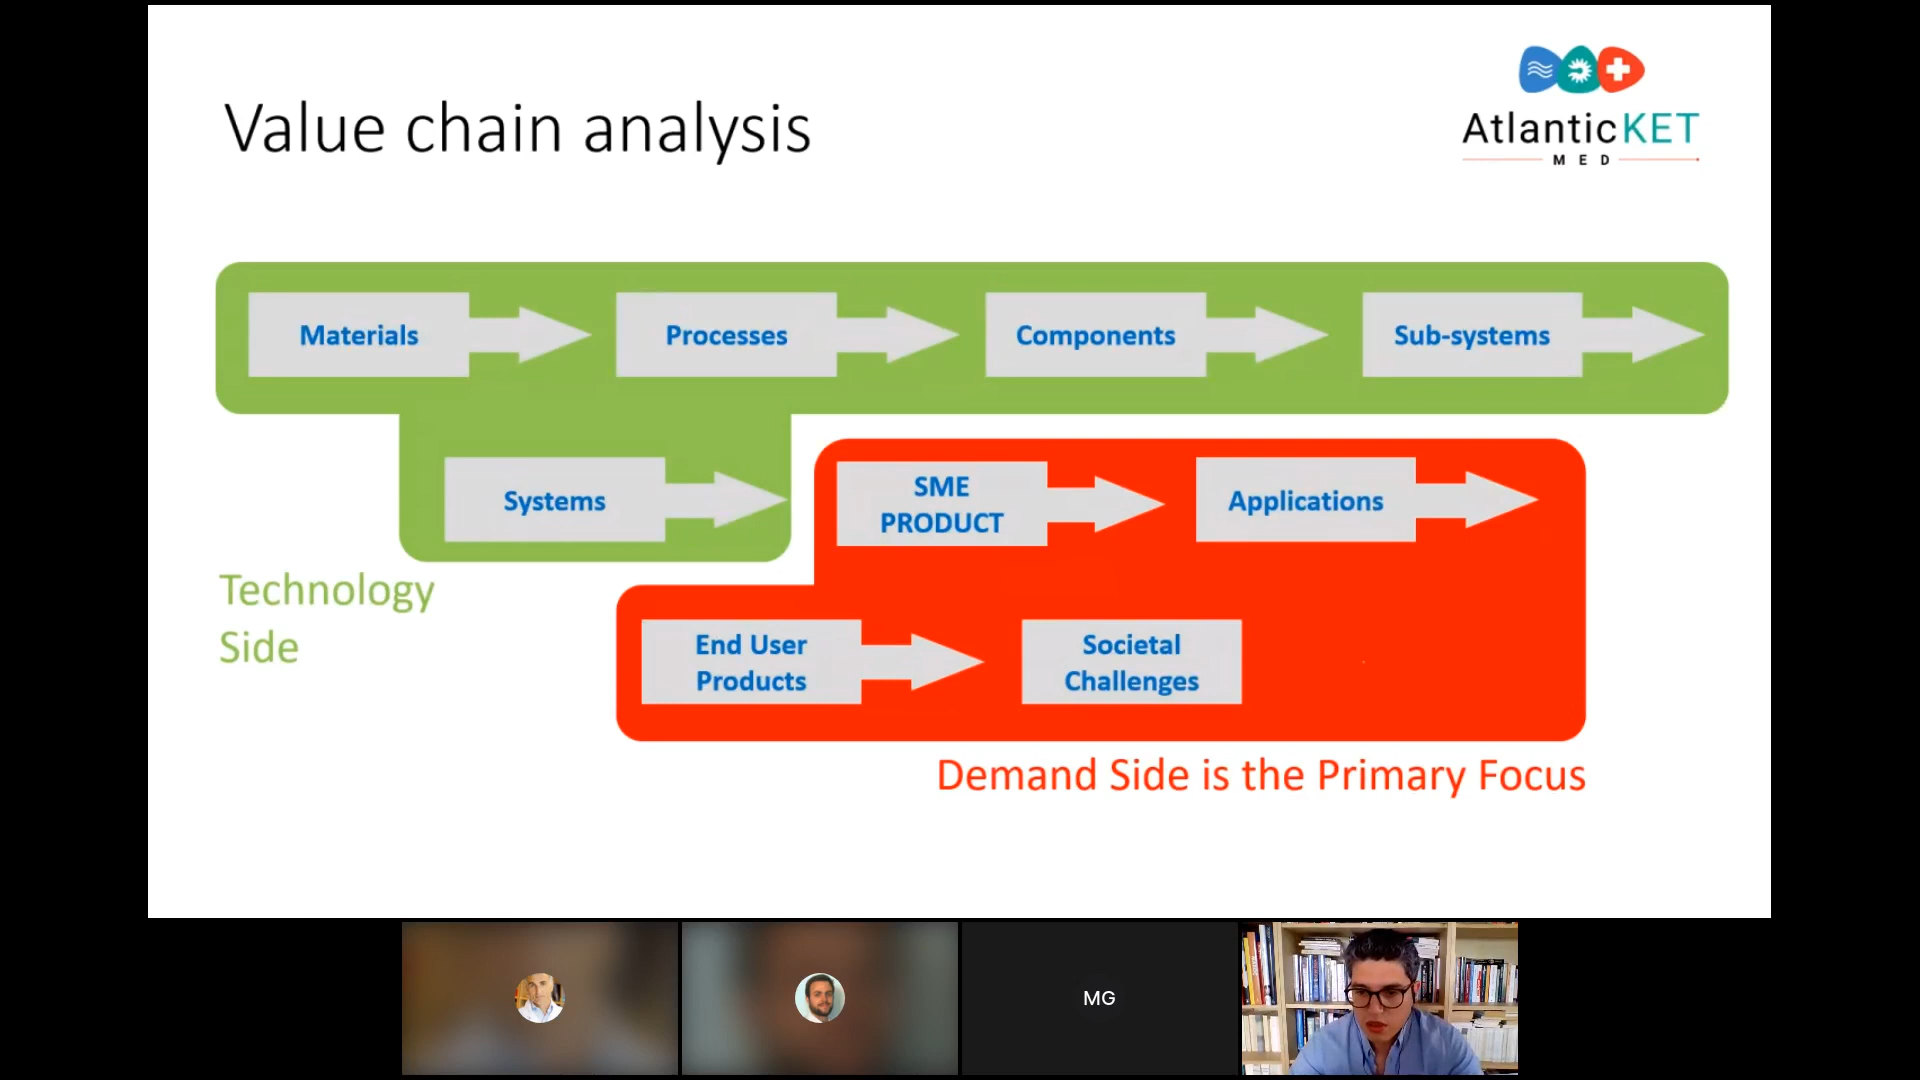 Value chain analysis
AtlanticKET
MED
Materials
Processes
Components
Sub-systems
Systems
SME
PRODUCT
Applications
Technology
Side
End User
Products
Societal
Challenges
Demand Side is the Primary Focus
MG